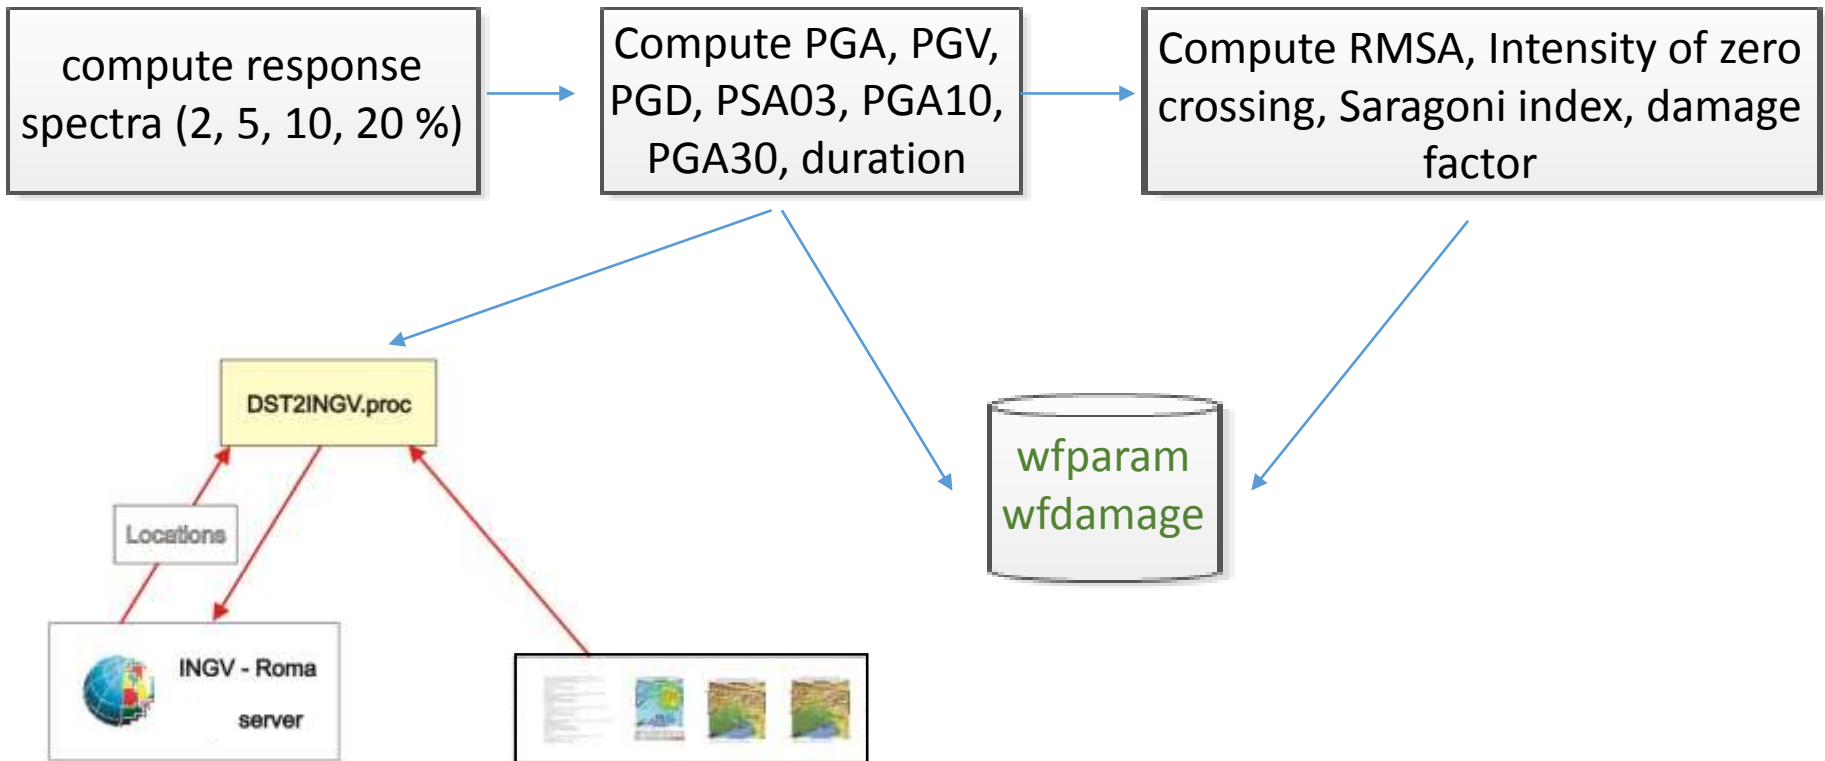 compute response
spectra (2, 5, 10, 20 %)
Compute PGA, PGV,
PGD, PSA03, PGA10,
PGA30, duration
Compute RMSA, Intensity of zero
crossing, Saragoni index, damage
factor
DST2INGV.proc
wfparam
wfdamage
Locations
INGV - Roma
server